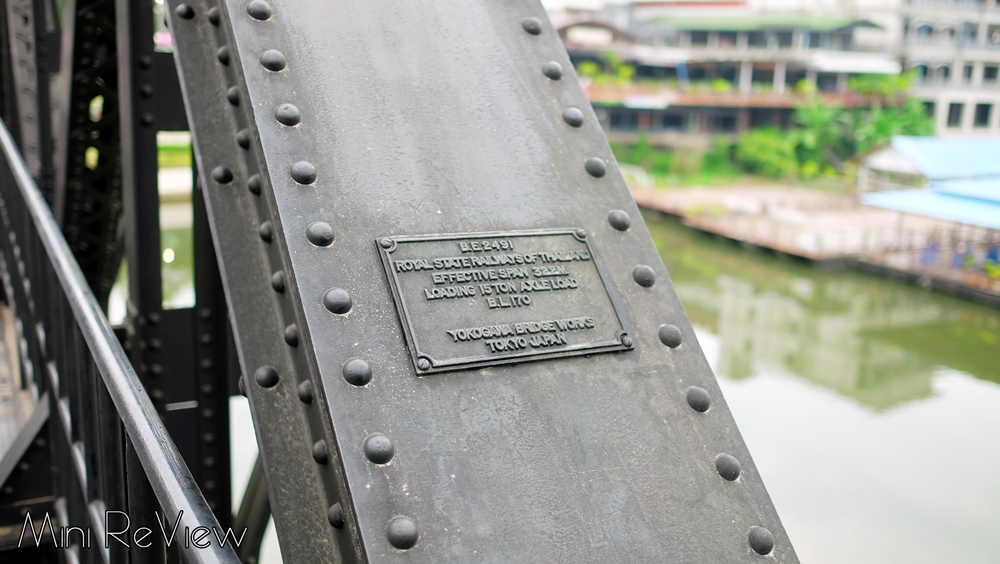 B.E.2491
ROYAL STATE RAILWAYS OF THAILAND
EFFECTIVE SPAN
LOADING 15 TON AXLE LOAD
B.L.170
YOKOGAWA BRIDGE WORKS
TOKYO JAPAN
Mini ReView